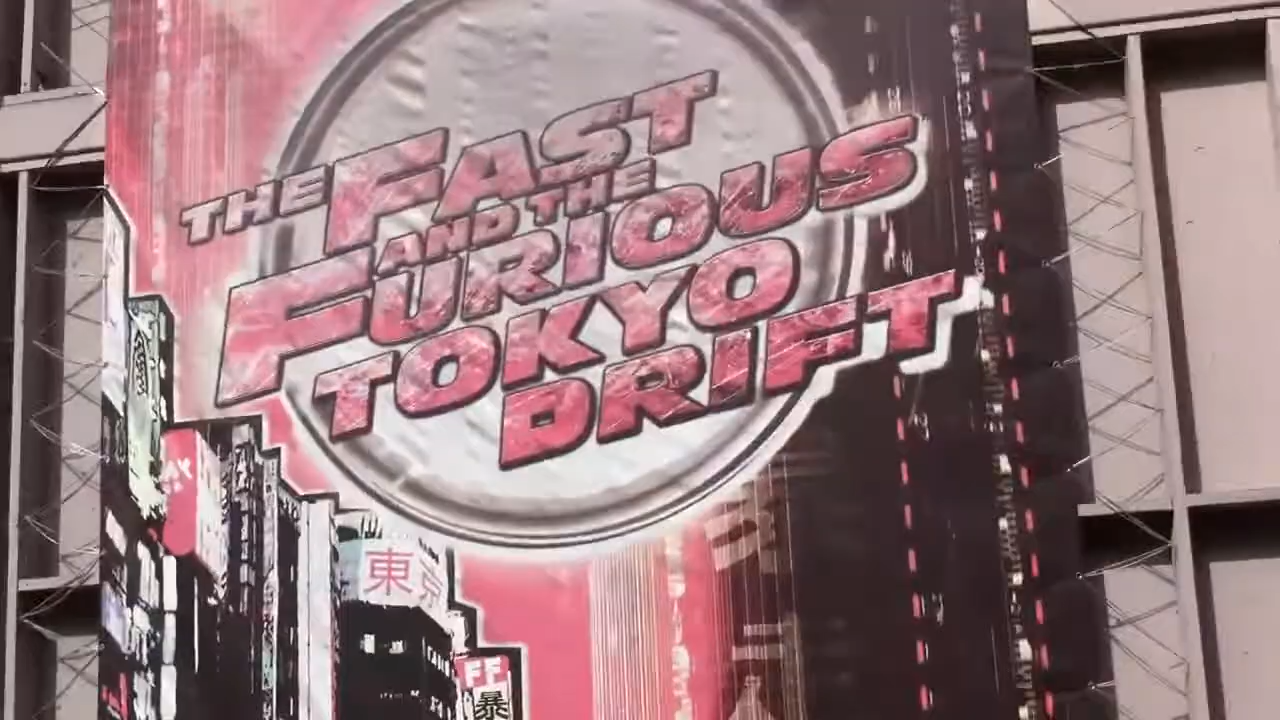 THE FAST
AND THE
FURIOUS
TOKYO
DRIFT
東京
FF
暴